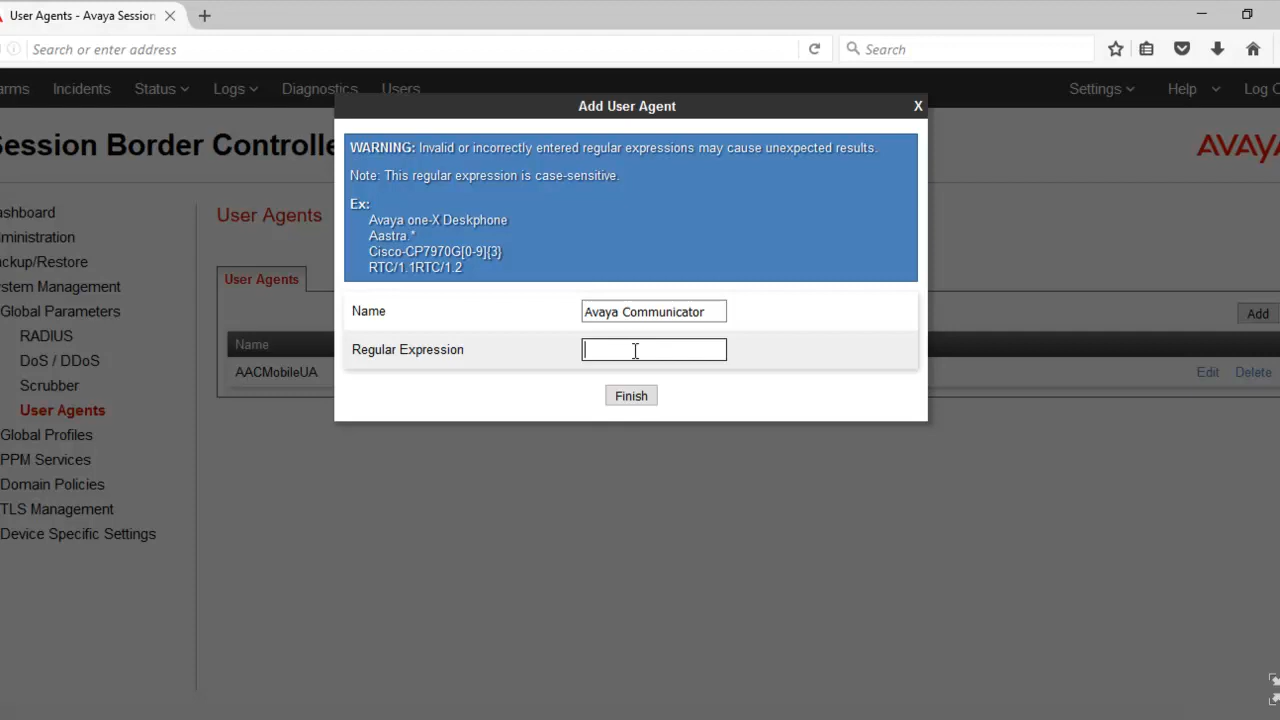 User Agents - Avaya Session
Search or enter address
Search
arms Incidents Status Logs Diagnostics Users Settings Help Log O
Add User Agent X
ession Border Controlle
AVAYA
WARNING: Invalid or incorrectly entered regular expressions may cause unexpected results.
Note: This regular expression is case-sensitive.
Ex:
Avaya one-X Deskphone
Aastra.*
Cisco-CP7970G[0-9]{3}
RTC/1.1RTC/1.2
Name Avaya Communicator
Regular Expression
Finish
ashboard
ministration
ckup/Restore
stem Management
Global Parameters
RADIUS
DoS / DDoS
Scrubber
User Agents
Global Profiles
PPM Services
Domain Policies
TLS Management
Device Specific Settings
User Agents
User Agents
Add
Name
AACMobileUA Edit Delete